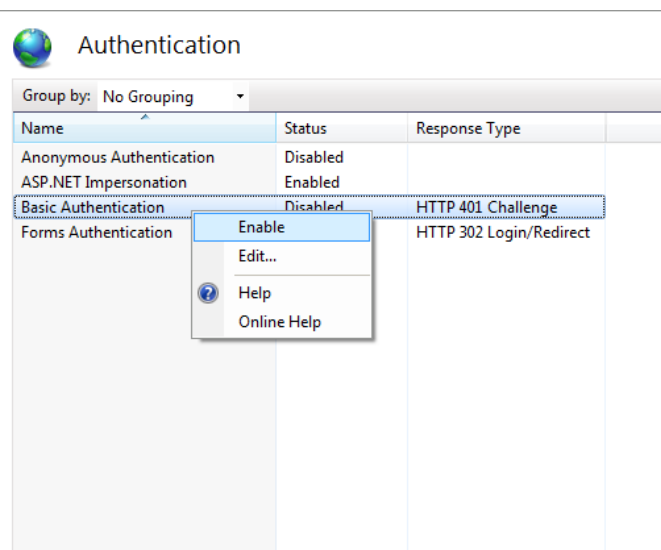 Authentication
Group by: No Grouping
Name Status Response Type
Anonymous Authentication Disabled
ASP.NET Impersonation Enabled
Basic Authentication Disabled HTTP 401 Challenge
Forms Authentication HTTP 302 Login/Redirect
Enable
Edit...
Help
Online Help